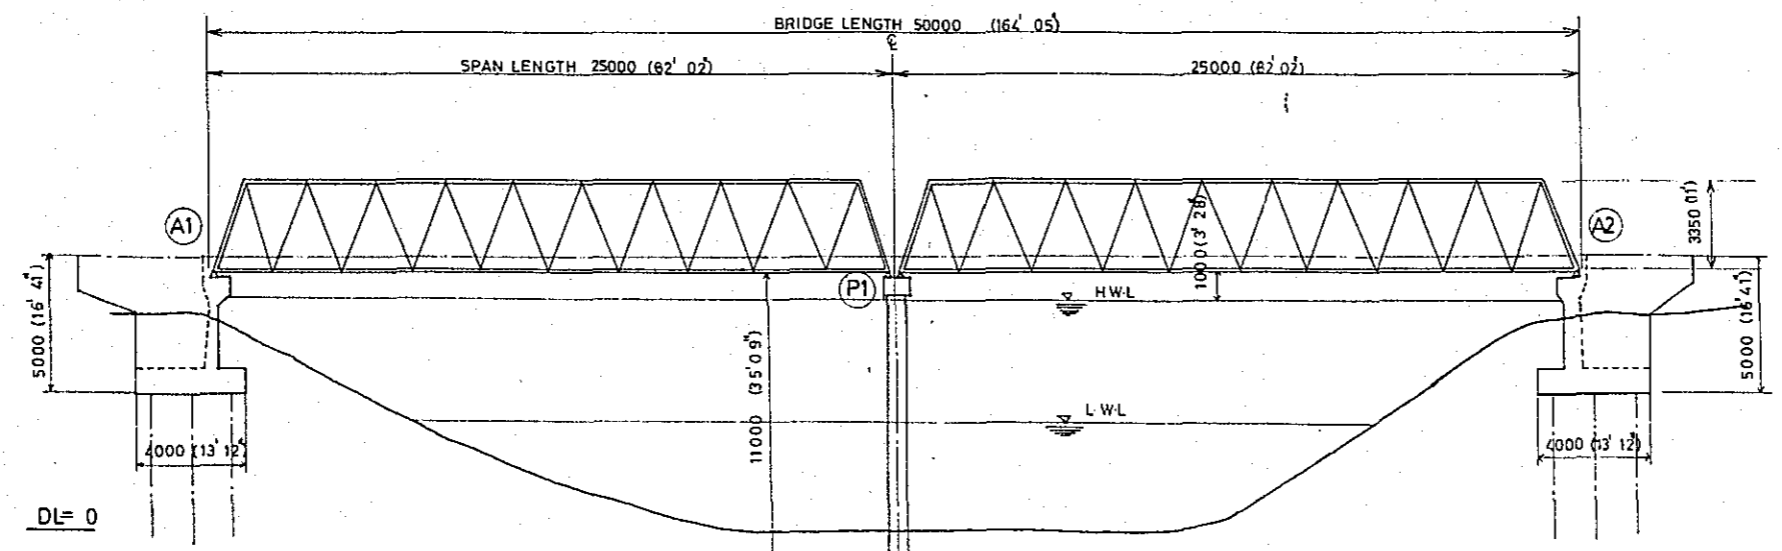 BRIDGE LENGTH 50000 (164' 05")
℄
SPAN LENGTH 25000 (82' 02")
25000 (82' 02")
A1
A2
P1
1000 (3' 28")
3350 (11')
H.W.L
5000 (16' 41")
5000 (16' 41")
11000 (35' 09")
L.W.L
4000 (13' 12")
4000 (13' 12")
DL= 0